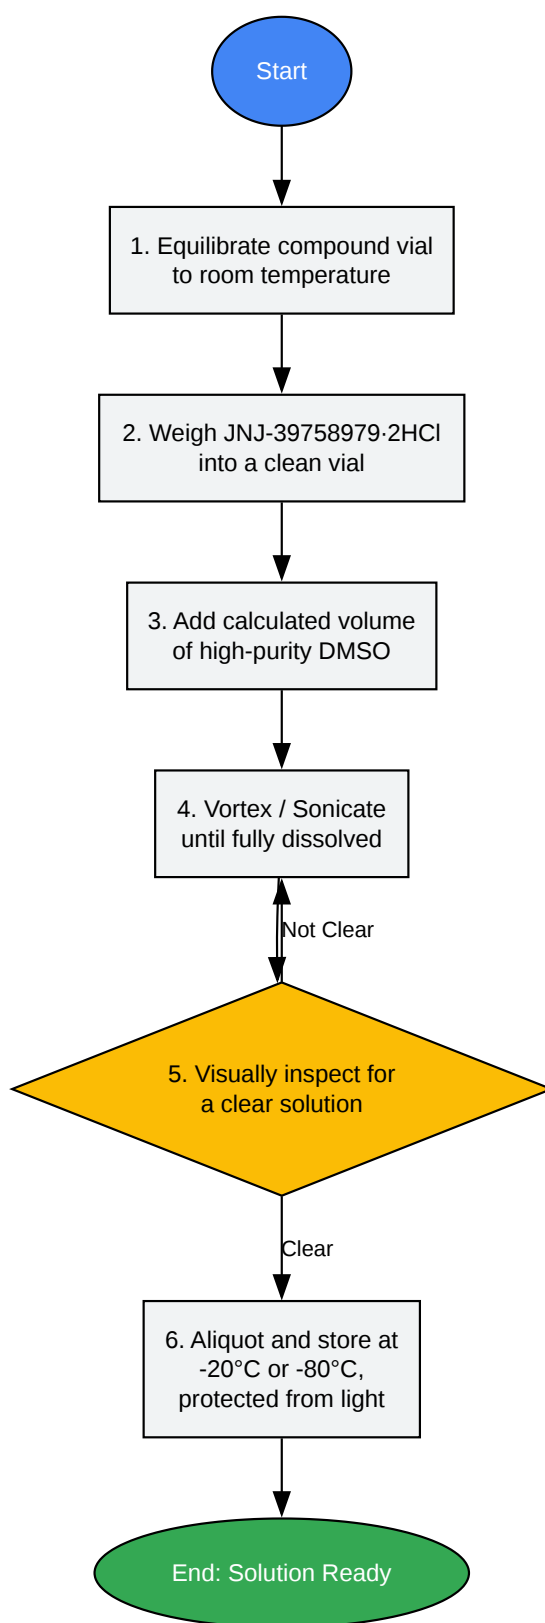 Start
1. Equilibrate compound vial
to room temperature
2. Weigh JNJ-39758979·2HCl
into a clean vial
3. Add calculated volume
of high-purity DMSO
4. Vortex / Sonicate
until fully dissolved
Not Clear
5. Visually inspect for
a clear solution
Clear
6. Aliquot and store at
-20°C or -80°C,
protected from light
End: Solution Ready